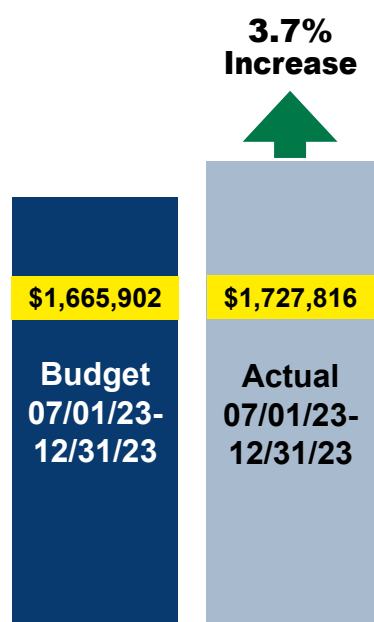 3.7%
Increase
$1,665,902
Budget
07/01/23-
12/31/23
$1,727,816
Actual
07/01/23-
12/31/23